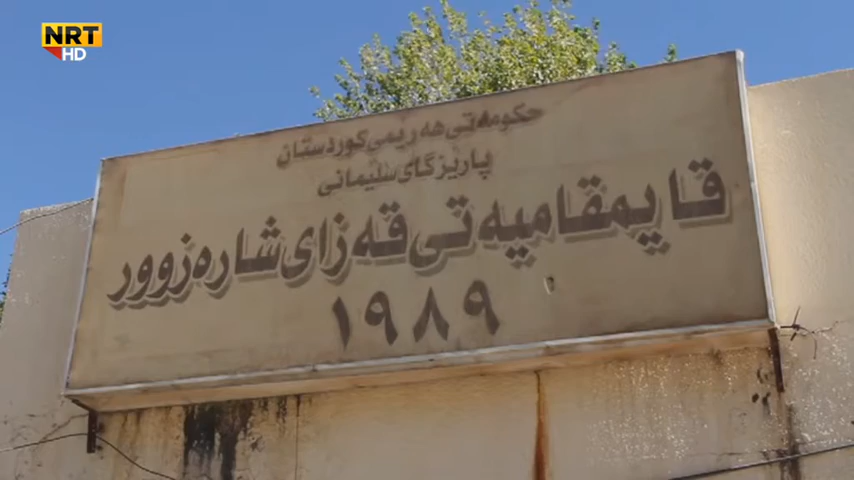 NRT
HD
حکومەتی هەرێمی کوردستان
پارێزگای سلێمانی
قایمقامیەتی قەزای شارەزوور
١٩٨٩